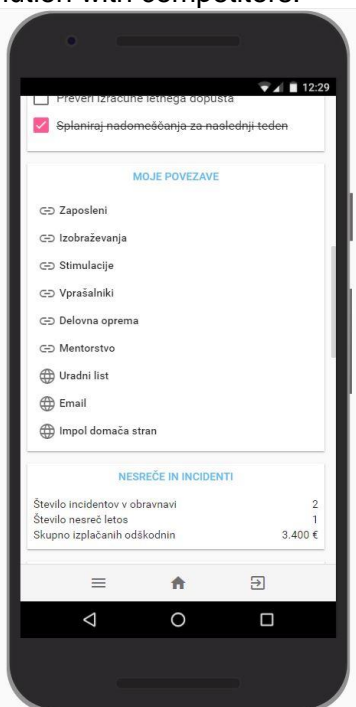 with competitors.
12:29
Preveri izračune letnega dopusta
Splaniraj nadomeščanja za naslednji teden
MOJE POVEZAVE
Zaposleni
Izobraževanja
Stimulacije
Vprašalniki
Delovna oprema
Mentorstvo
Uradni list
Email
Impol domača stran
NESREČE IN INCIDENTI
Število incidentov v obravnavi 2
Število nesreč letos 1
Skupno izplačanih odškodnin 3.400 €